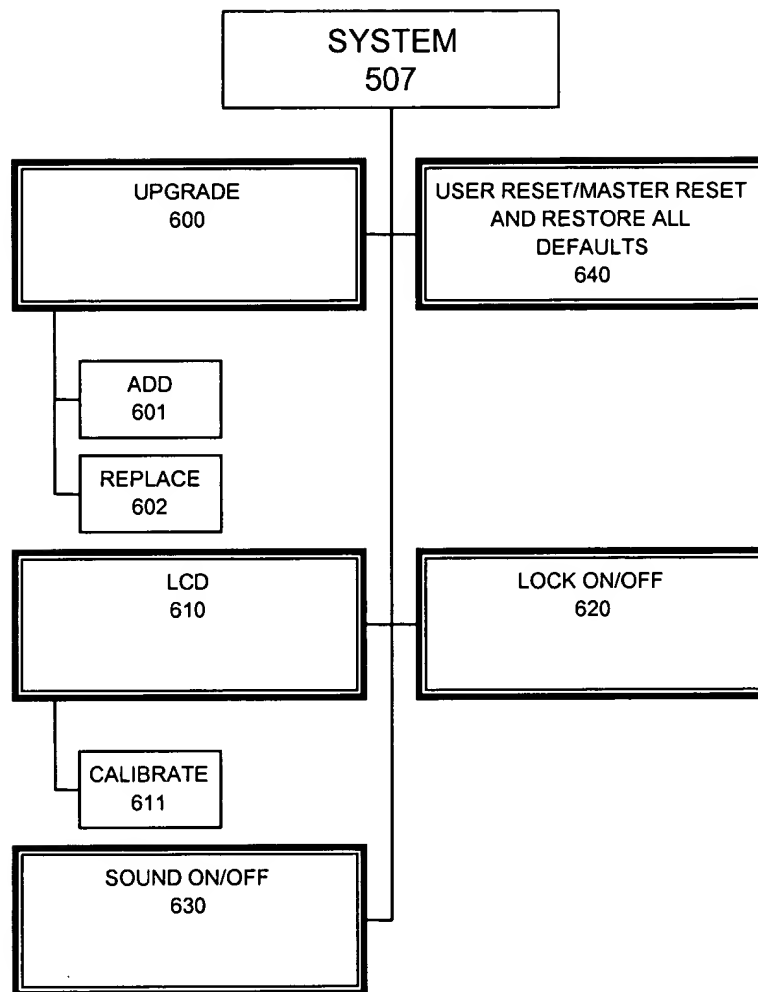 SYSTEM
507
UPGRADE
600
USER RESET/MASTER RESET
AND RESTORE ALL
DEFAULTS
640
ADD
601
REPLACE
602
LCD
610
LOCK ON/OFF
620
CALIBRATE
611
SOUND ON/OFF
630